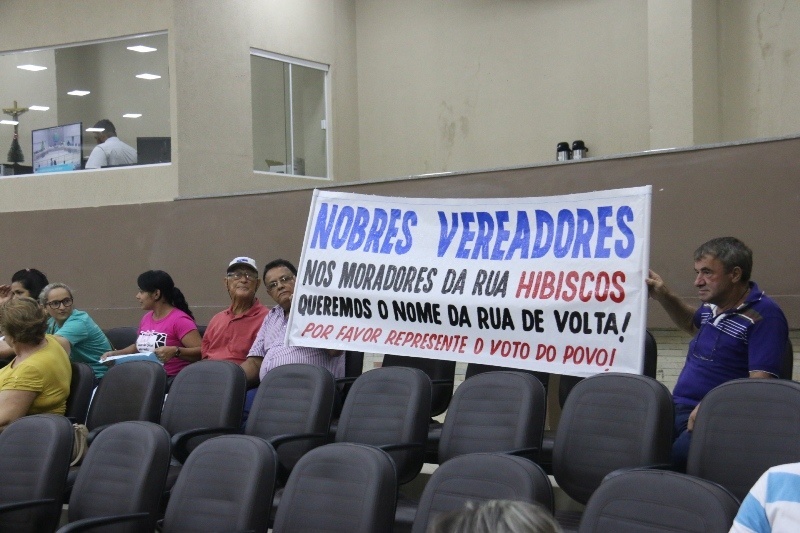 NOBRES VEREADORES
NOS MORADORES DA RUA HIBISCOS
QUEREMOS O NOME DA RUA DE VOLTA!
POR FAVOR REPRESENTE O VOTO DO POVO!